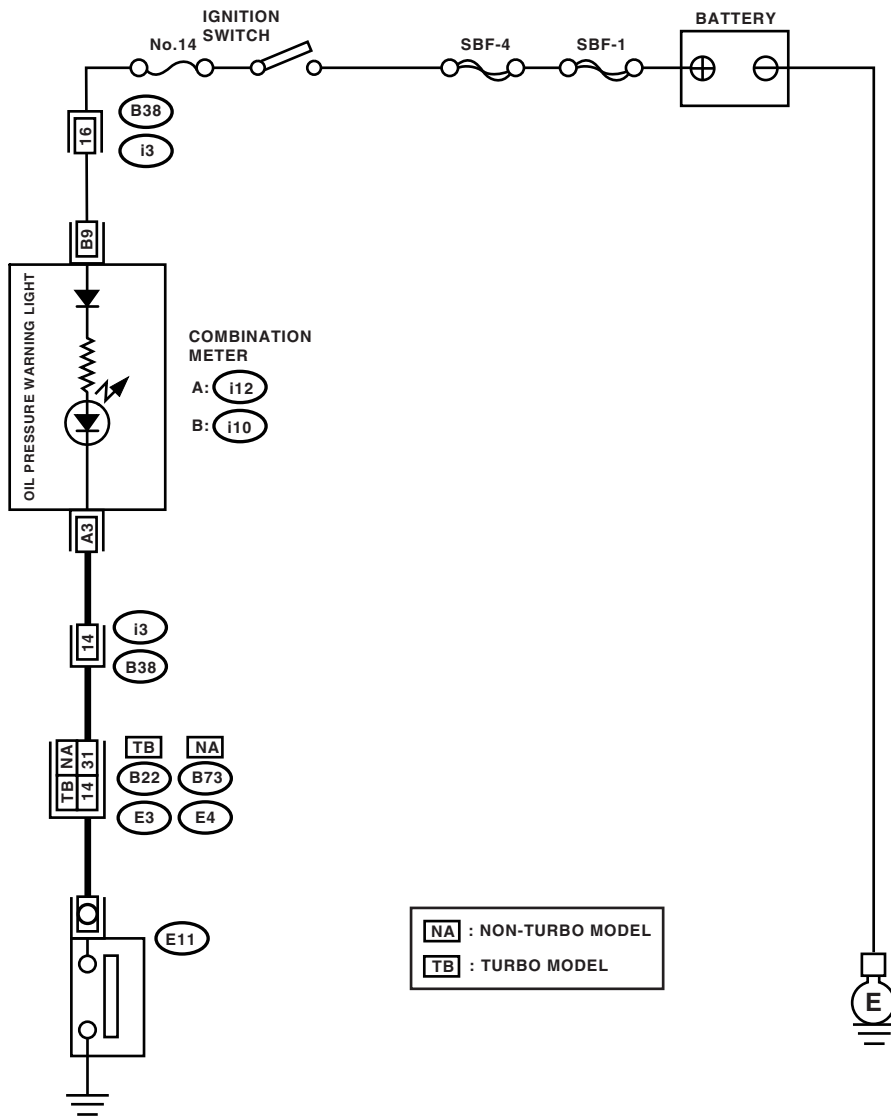 IGNITION
SWITCH
BATTERY
No.14
SBF-4
SBF-1
16
B38
i3
B9
OIL PRESSURE WARNING LIGHT
COMBINATION
METER
A: i12
B: i10
A3
14
i3
B38
TB NA
14 31
TB NA
B22 B73
E3 E4
E11
NA : NON-TURBO MODEL
TB : TURBO MODEL
E